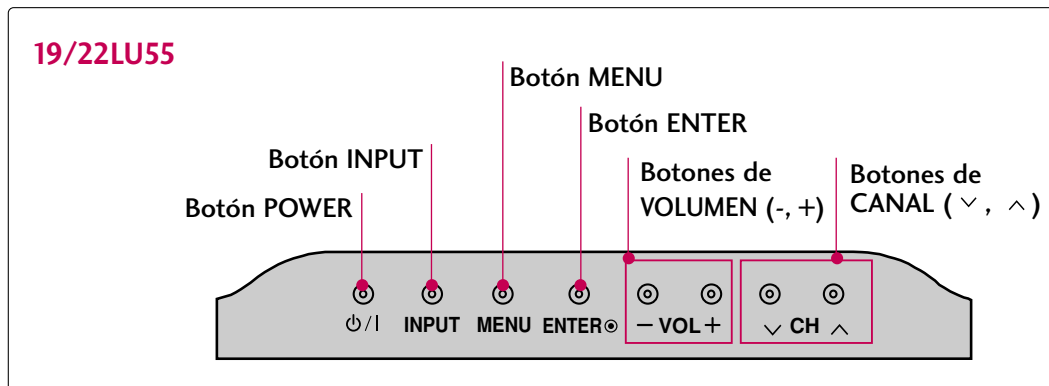 19/22LU55
Botón MENU
Botón ENTER
Botón INPUT
Botones de
VOLUMEN (-, +)
Botones de
CANAL (﹀, ︿)
Botón POWER
⏻/I INPUT MENU ENTER⊙ − VOL + ﹀ CH ︿